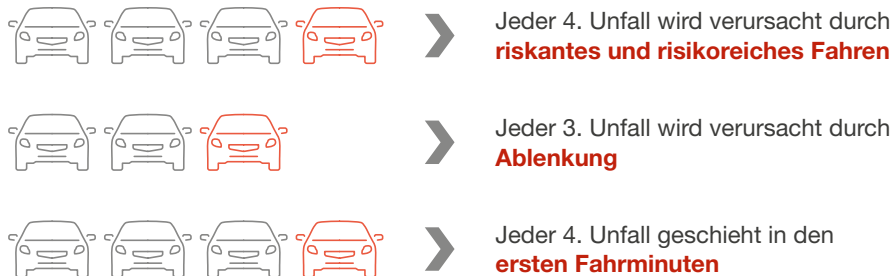 Jeder 4. Unfall wird verursacht durch
riskantes und risikoreiches Fahren
Jeder 3. Unfall wird verursacht durch
Ablenkung
Jeder 4. Unfall geschieht in den
ersten Fahrminuten